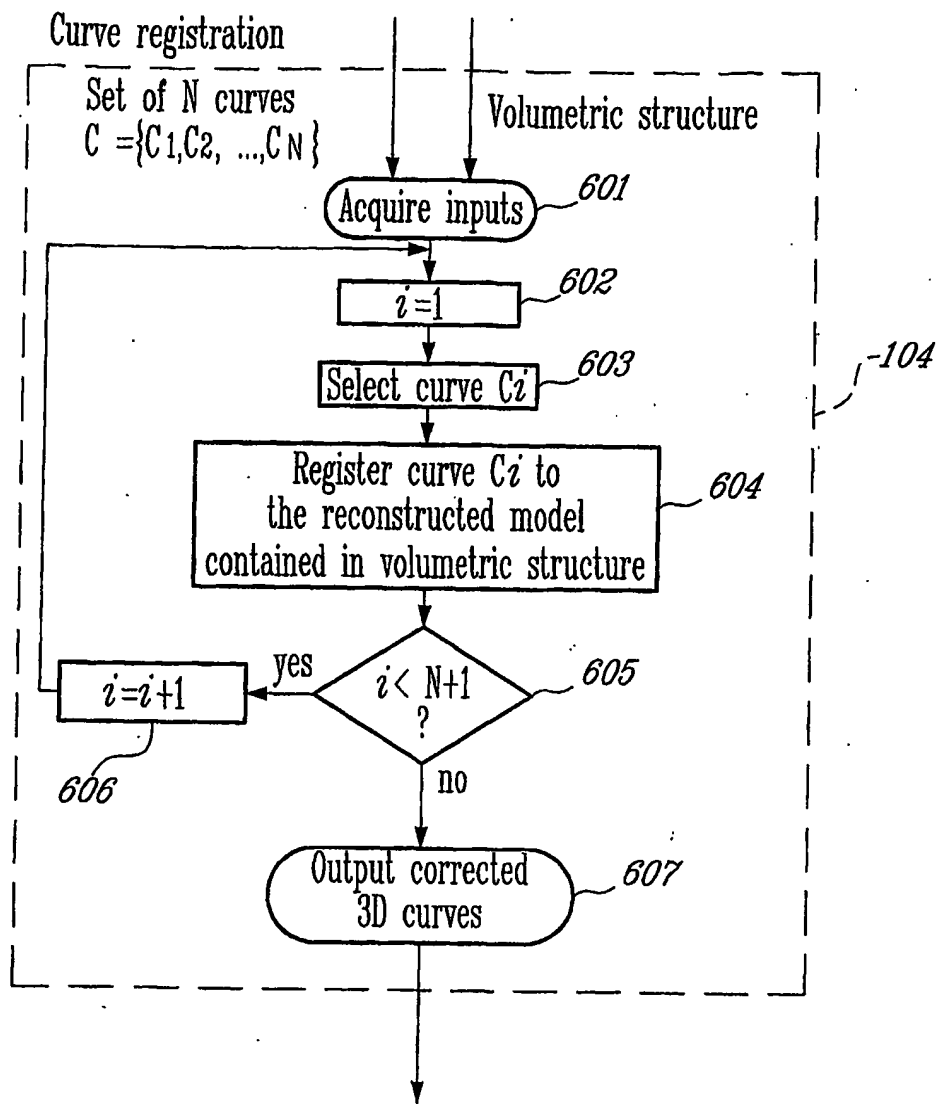 Curve registration
Set of N curves
C ={C1,C2, ...,CN}
Volumetric structure
Acquire inputs
601
i=1
602
Select curve Ci
603
Register curve Ci to
the reconstructed model
contained in volumetric structure
604
104
i< N+1
?
605
yes
i=i+1
606
no
Output corrected
3D curves
607